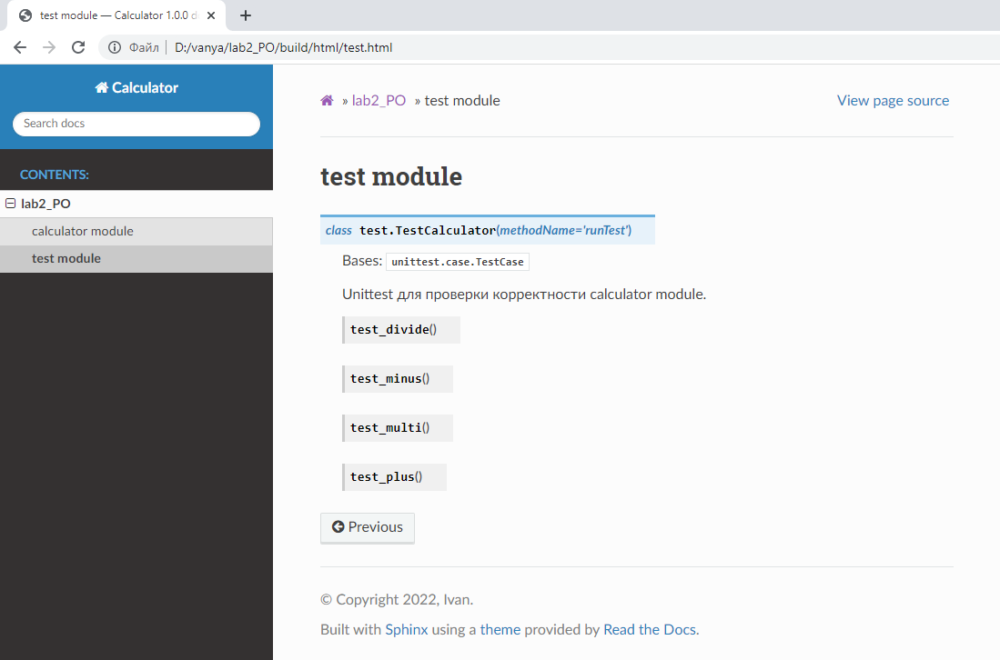 test module — Calculator 1.0.0 d
Файл | D:/vanya/lab2_PO/build/html/test.html
Calculator
Search docs
CONTENTS:
lab2_PO
calculator module
test module
» lab2_PO » test module
View page source
test module
class test.TestCalculator(methodName='runTest')
Bases: unittest.case.TestCase
Unittest для проверки корректности calculator module.
test_divide()
test_minus()
test_multi()
test_plus()
Previous
© Copyright 2022, Ivan.
Built with Sphinx using a theme provided by Read the Docs.